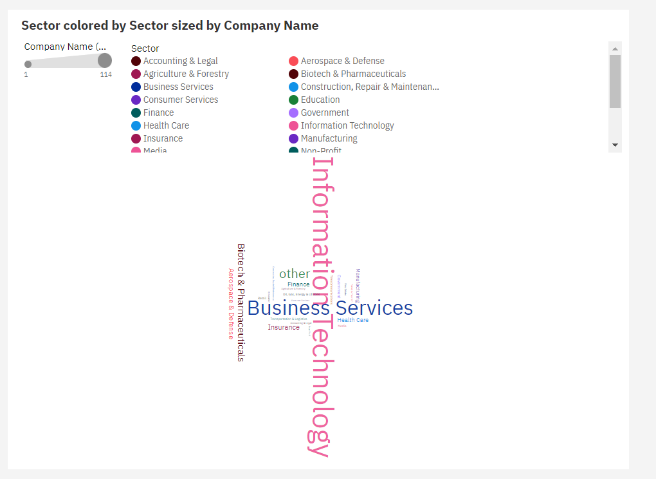 Sector colored by Sector sized by Company Name
Company Name (...
1
114
Sector
Accounting & Legal
Aerospace & Defense
Agriculture & Forestry
Biotech & Pharmaceuticals
Business Services
Construction, Repair & Maintenan...
Consumer Services
Education
Finance
Government
Health Care
Information Technology
Insurance
Manufacturing
Media
Non-Profit
Information Technology
Business Services
Biotech & Pharmaceuticals
Aerospace & Defense
other
Finance
Insurance
Health Care
Manufacturing